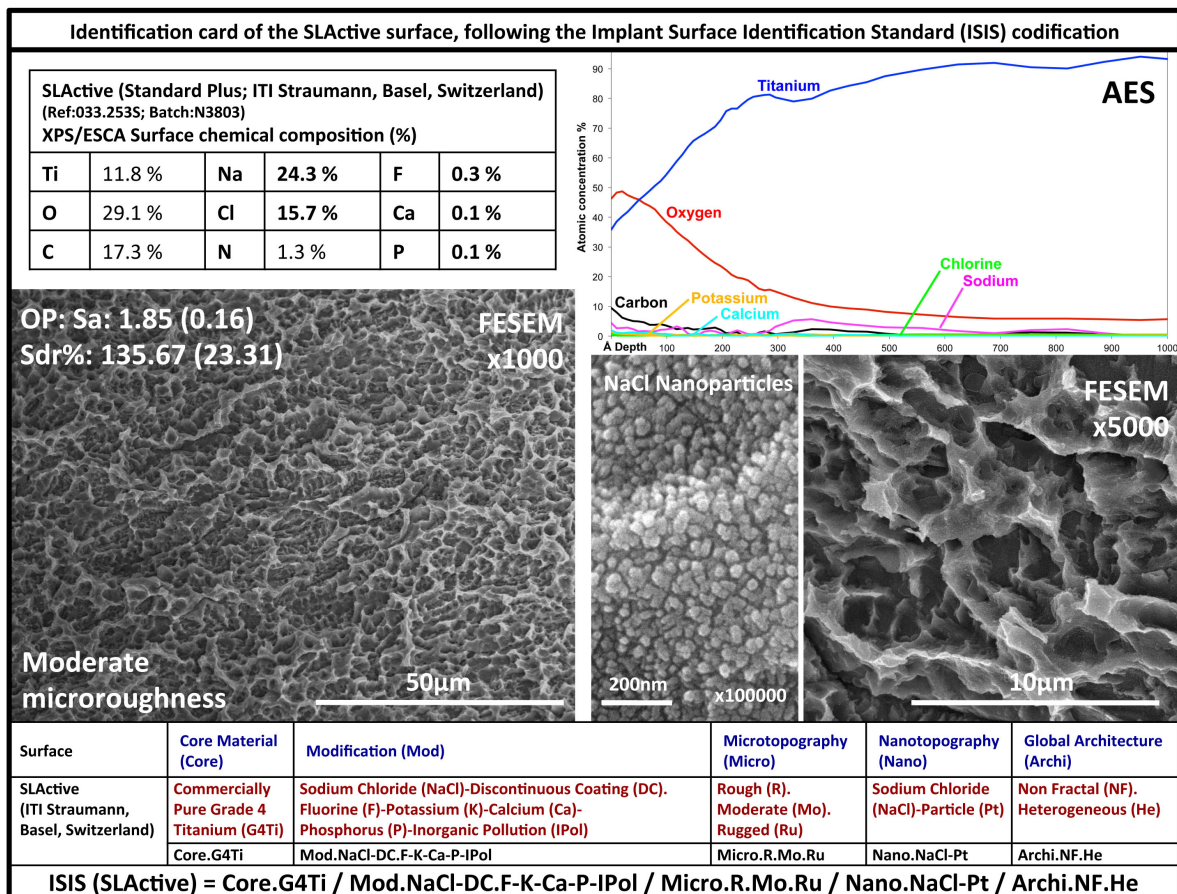 Identification card of the SLActive surface, following the Implant Surface Identification Standard (ISIS) codification
SLActive (Standard Plus; ITI Straumann, Basel, Switzerland)
(Ref:033.253S; Batch:N3803)
XPS/ESCA Surface chemical composition (%)
Ti 11.8 % Na 24.3 % F 0.3 %
O 29.1 % Cl 15.7 % Ca 0.1 %
C 17.3 % N 1.3 % P 0.1 %
AES
Atomic concentration %
90
80
70
60
50
40
30
20
10
0
Titanium
Oxygen
Carbon
Potassium
Calcium
Chlorine
Sodium
Å Depth 100 200 300 400 500 600 700 800 900 1000
OP: Sa: 1.85 (0.16)
Sdr%: 135.67 (23.31)
FESEM
x1000
Moderate
microroughness
50µm
NaCl Nanoparticles
200nm
x100000
FESEM
x5000
10µm
Surface
Core Material
(Core)
Modification (Mod)
Microtopography
(Micro)
Nanotopography
(Nano)
Global Architecture
(Archi)
SLActive
(ITI Straumann,
Basel, Switzerland)
Commercially
Pure Grade 4
Titanium (G4Ti)
Sodium Chloride (NaCl)-Discontinuous Coating (DC).
Fluorine (F)-Potassium (K)-Calcium (Ca)-
Phosphorus (P)-Inorganic Pollution (IPol)
Rough (R).
Moderate (Mo).
Rugged (Ru)
Sodium Chloride
(NaCl)-Particle (Pt)
Non Fractal (NF).
Heterogeneous (He)
Core.G4Ti
Mod.NaCl-DC.F-K-Ca-P-IPol
Micro.R.Mo.Ru
Nano.NaCl-Pt
Archi.NF.He
ISIS (SLActive) = Core.G4Ti / Mod.NaCl-DC.F-K-Ca-P-IPol / Micro.R.Mo.Ru / Nano.NaCl-Pt / Archi.NF.He